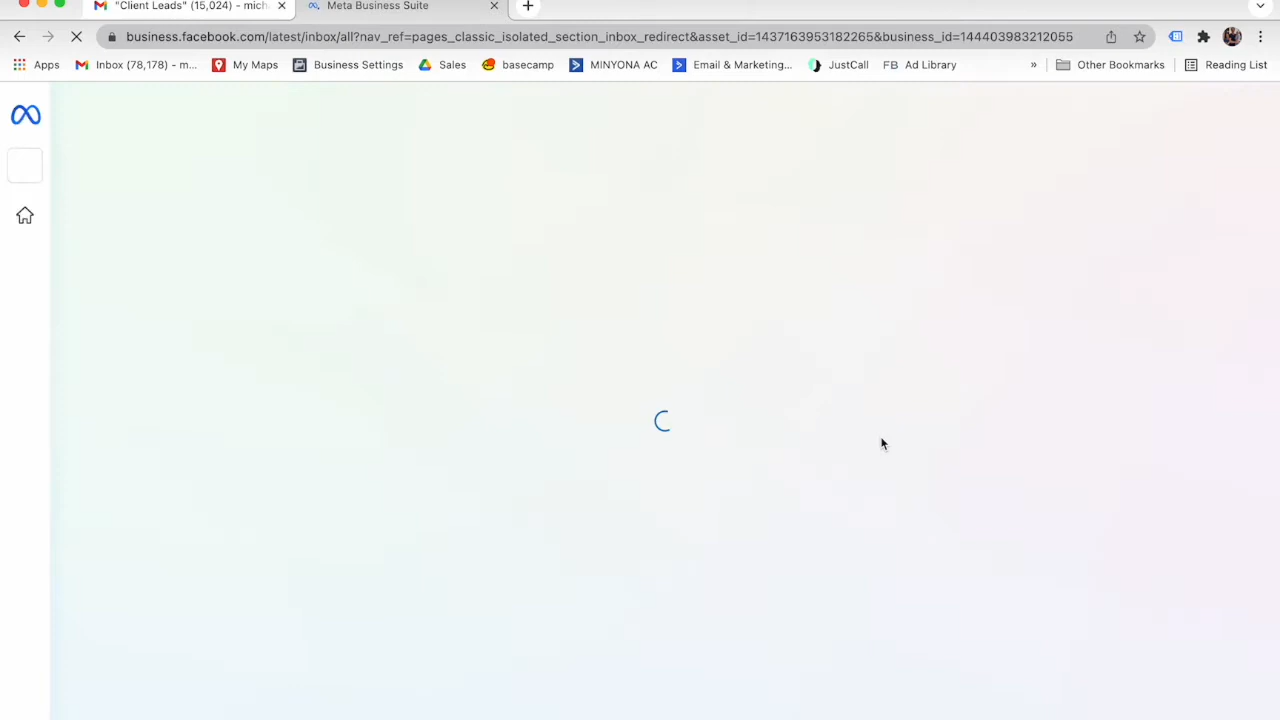 "Client Leads" (15,024) - mich
Meta Business Suite
business.facebook.com/latest/inbox/all?nav_ref=pages_classic_isolated_section_inbox_redirect&asset_id=1437163953182265&business_id=144403983212055
Apps
Inbox (78,178) - m...
My Maps
Business Settings
Sales
basecamp
MINYONA AC
Email & Marketing...
JustCall
FB Ad Library
»
Other Bookmarks
Reading List